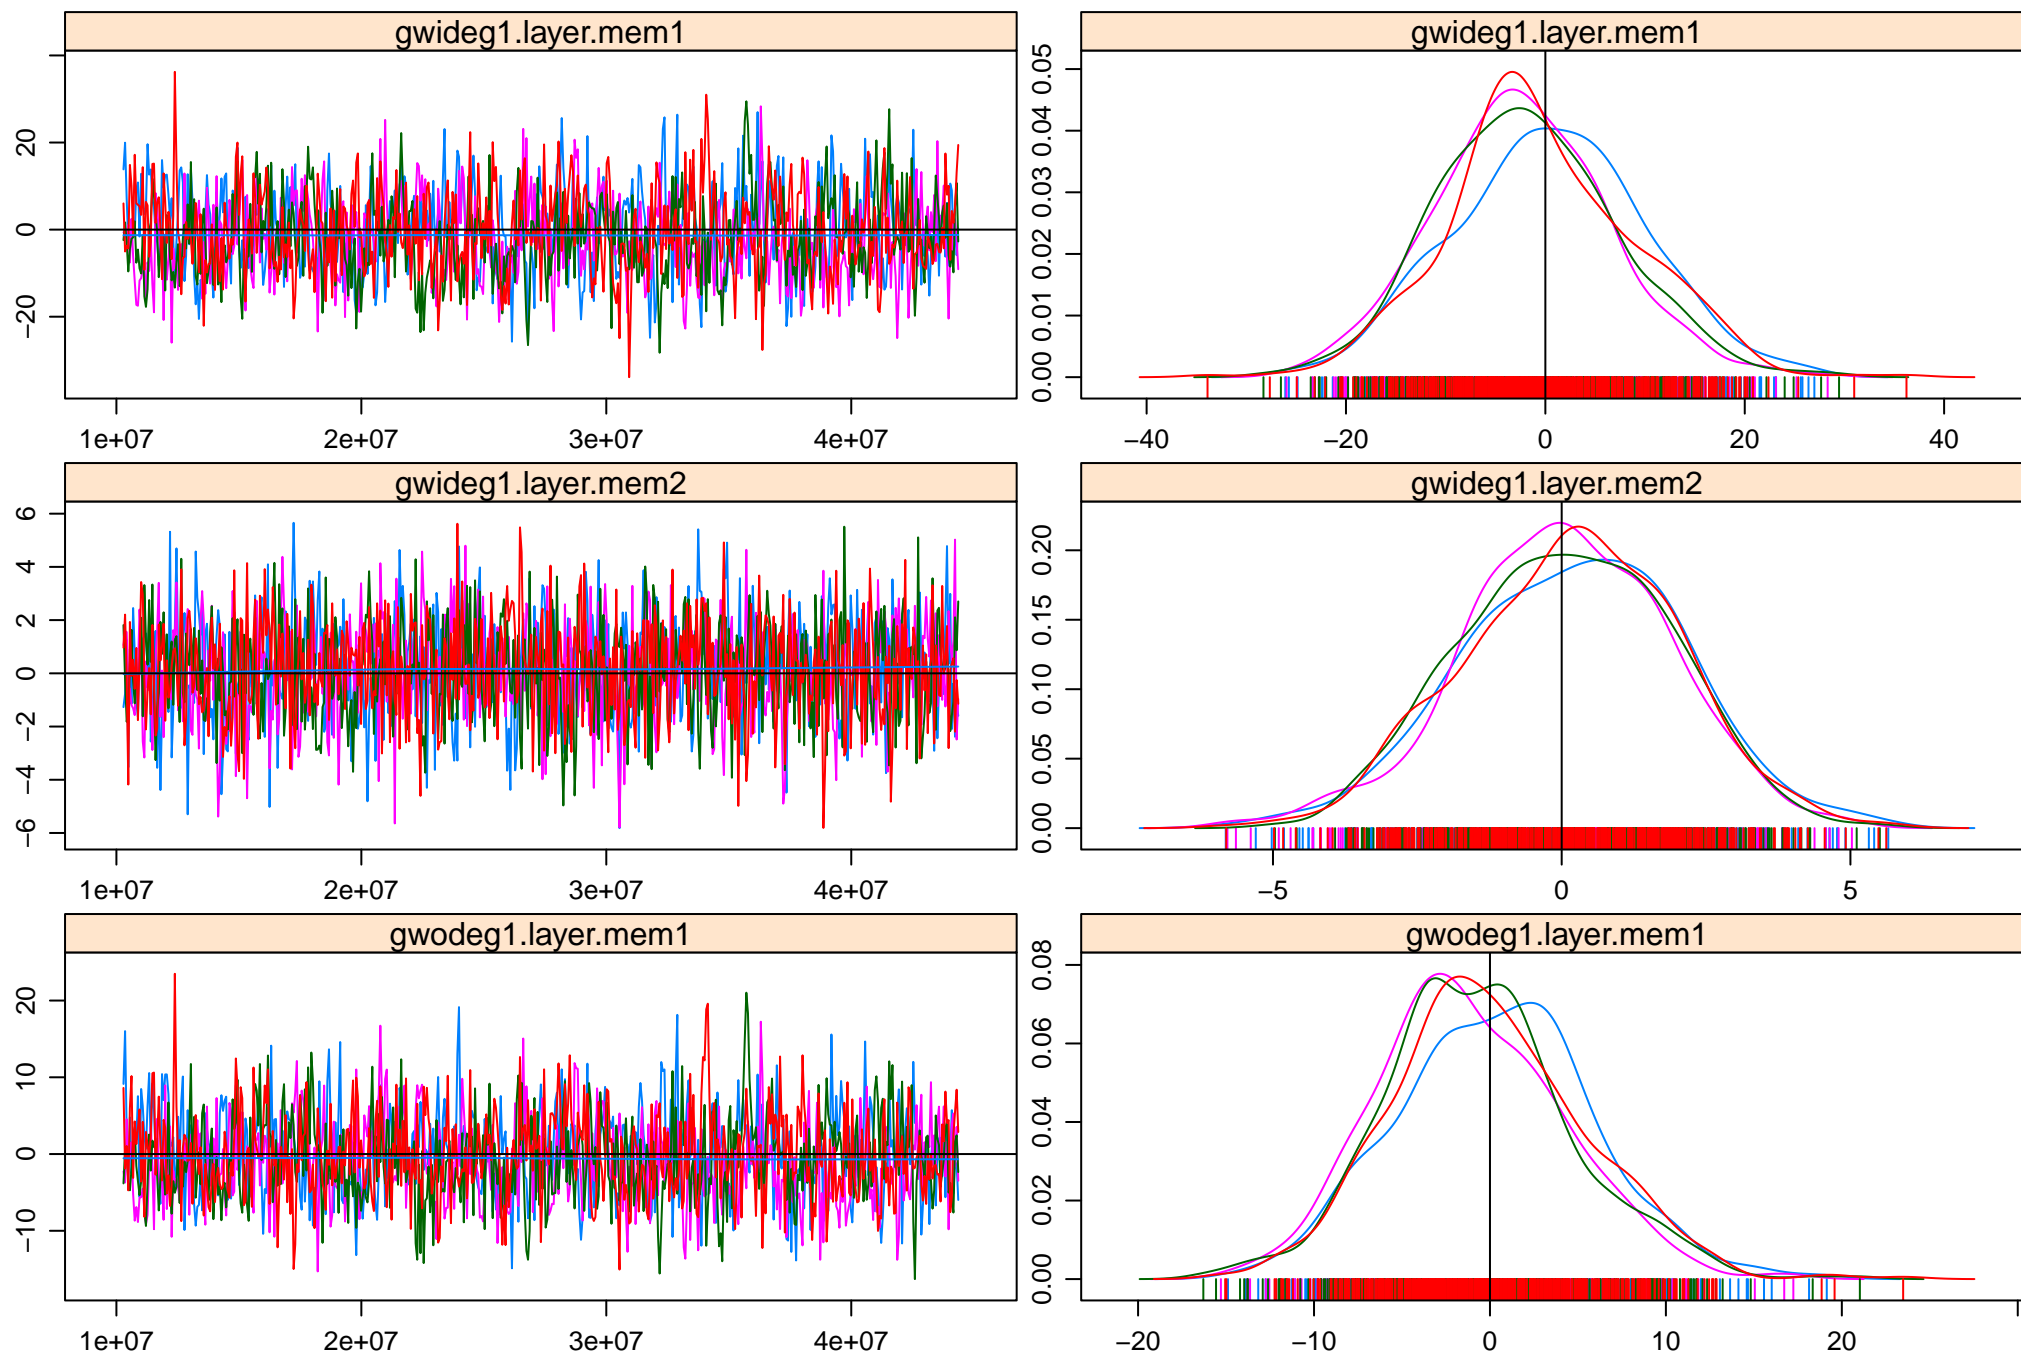 gwideg1.layer.mem1
20
0
−20
1e+07 2e+07 3e+07 4e+07
gwideg1.layer.mem1
0.05
0.04
0.03
0.02
0.01
0.00
−40 −20 0 20 40
gwideg1.layer.mem2
6
4
2
0
−2
−4
−6
1e+07 2e+07 3e+07 4e+07
gwideg1.layer.mem2
0.20
0.15
0.10
0.05
0.00
−5 0 5
gwodeg1.layer.mem1
20
10
0
−10
1e+07 2e+07 3e+07 4e+07
gwodeg1.layer.mem1
0.08
0.06
0.04
0.02
0.00
−20 −10 0 10 20